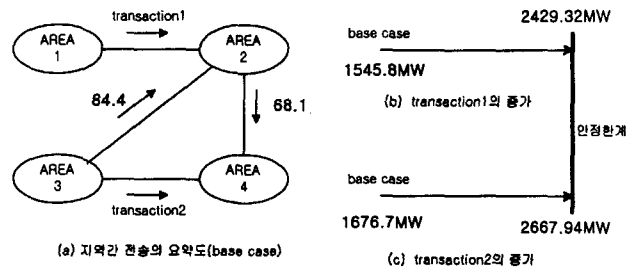 transaction1
AREA
1
AREA
2
84.4
68.1
AREA
3
AREA
4
transaction2
(a) 지역간 전송의 요약도(base case)
2429.32MW
base case
1545.8MW
(b) transaction1의 증가
안정한계
base case
1676.7MW
2667.94MW
(c) transaction2의 증가